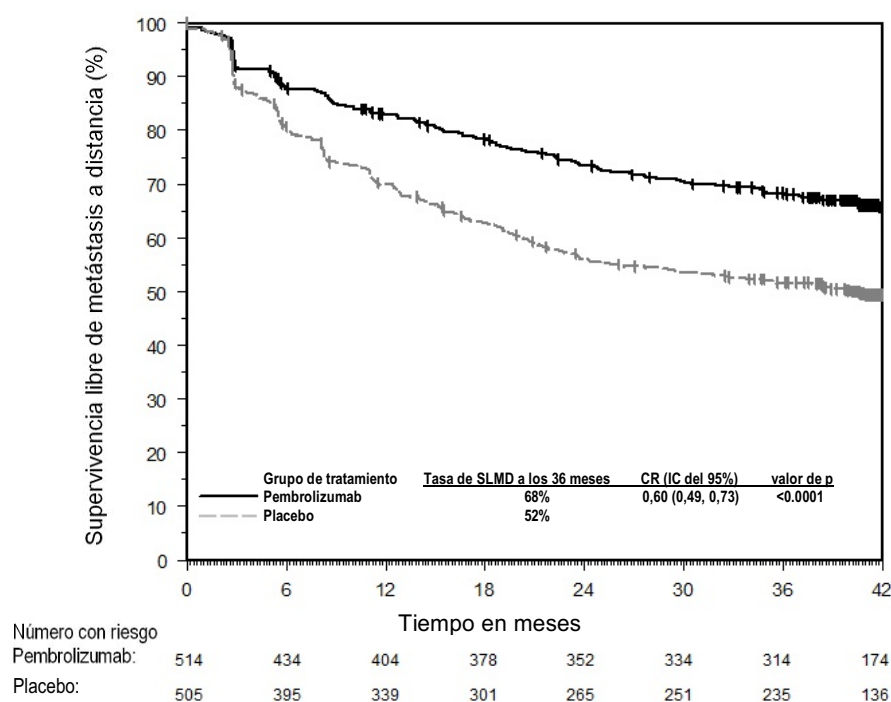 Supervivencia libre de metástasis a distancia (%)
100
90
80
70
60
50
40
30
20
10
0
Grupo de tratamiento Tasa de SLMD a los 36 meses CR (IC del 95%) valor de p
Pembrolizumab 68% 0,60 (0,49, 0,73) <0.0001
Placebo 52%
0 6 12 18 24 30 36 42
Tiempo en meses
Número con riesgo
Pembrolizumab: 514 434 404 378 352 334 314 174
Placebo: 505 395 339 301 265 251 235 136